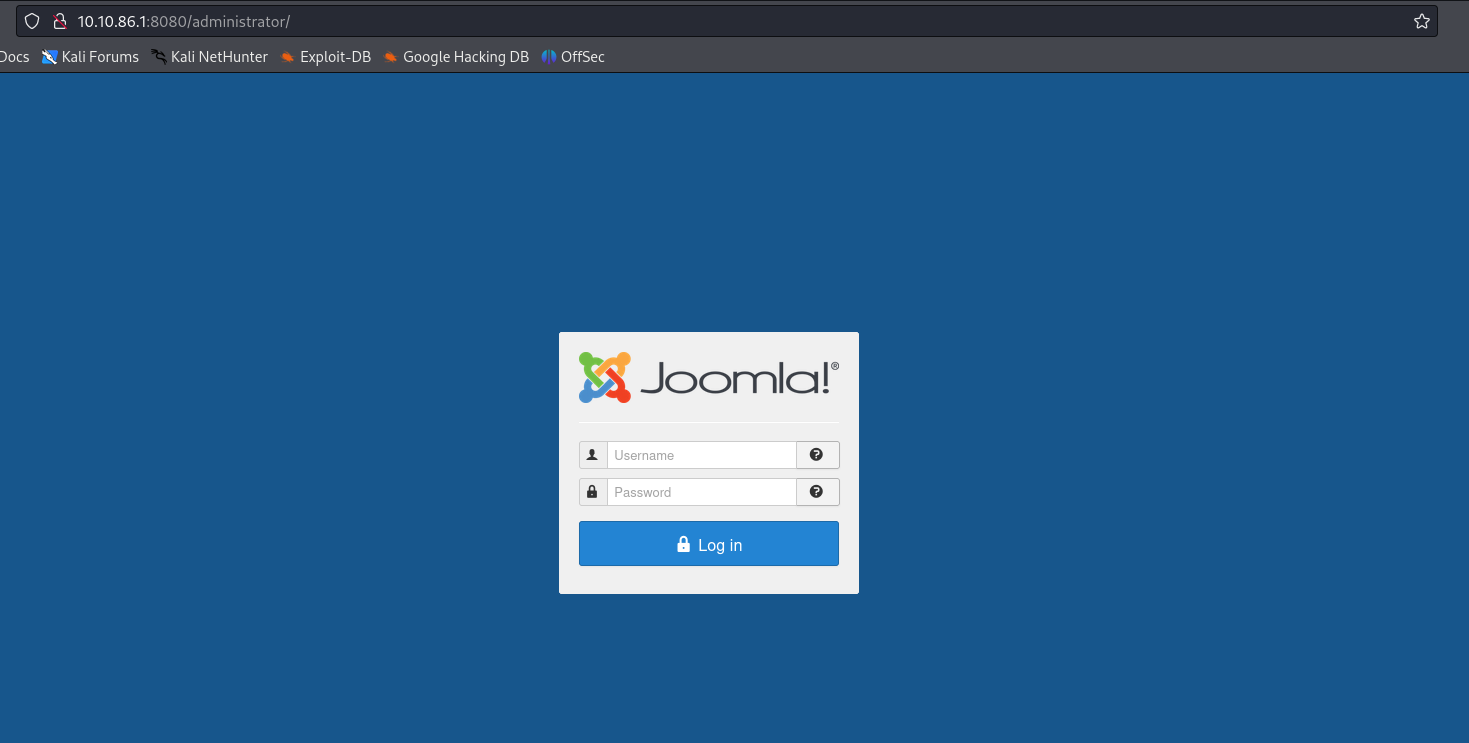 10.10.86.1:8080/administrator/
Docs Kali Forums Kali NetHunter Exploit-DB Google Hacking DB OffSec
Joomla!®
Username
Password
Log in